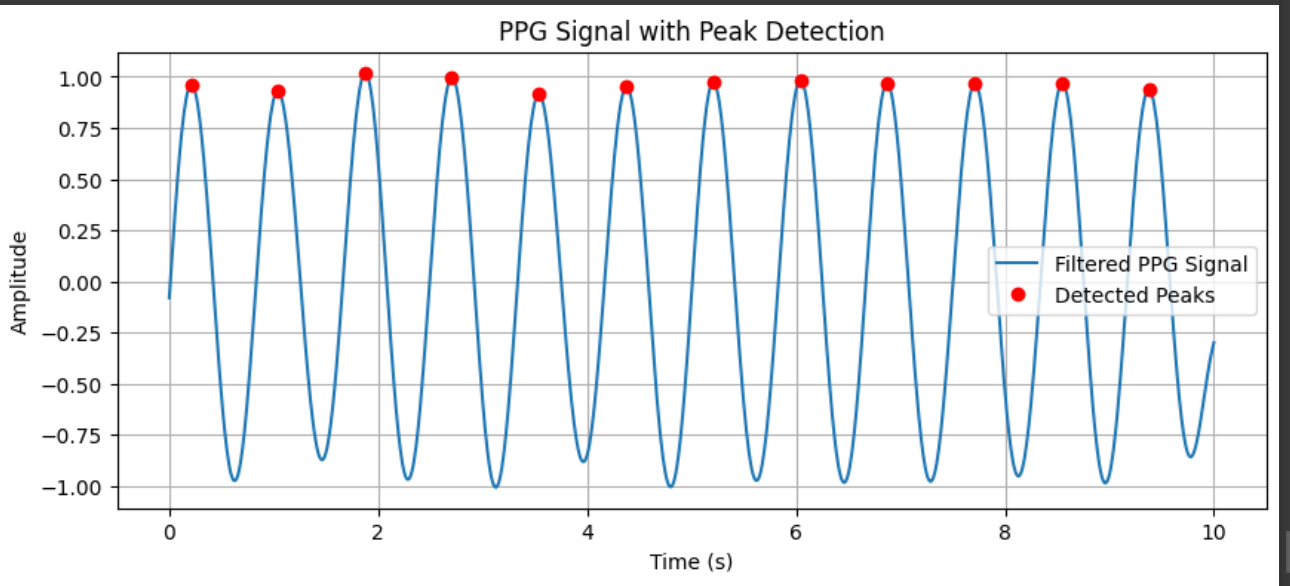 PPG Signal with Peak Detection
1.00
0.75
0.50
0.25
0.00
−0.25
−0.50
−0.75
−1.00
Amplitude
Filtered PPG Signal
Detected Peaks
0 2 4 6 8 10
Time (s)